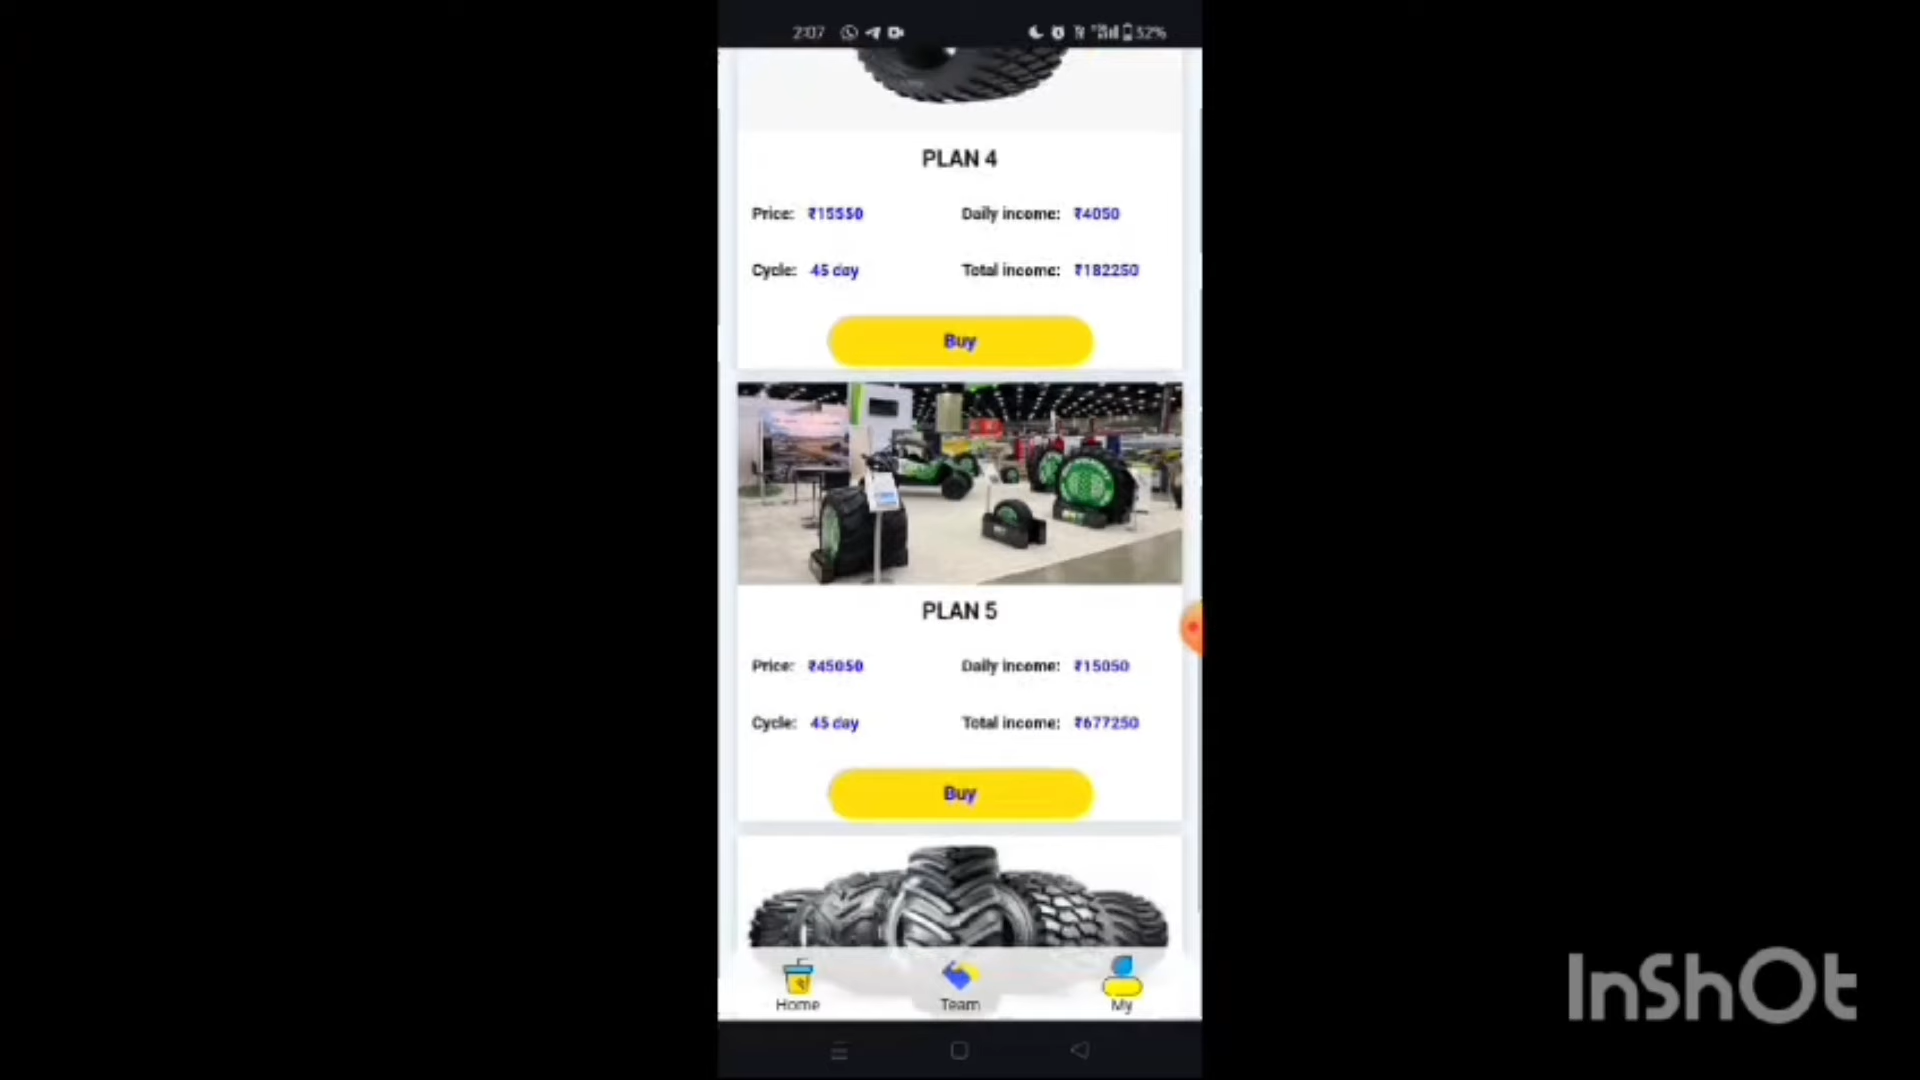 2:07 32%
PLAN 4
Price: ₹15550 Daily income: ₹4050
Cycle: 45 day Total income: ₹182250
Buy
PLAN 5
Price: ₹45050 Daily income: ₹15050
Cycle: 45 day Total income: ₹677250
Buy
Home Team My
InShOt